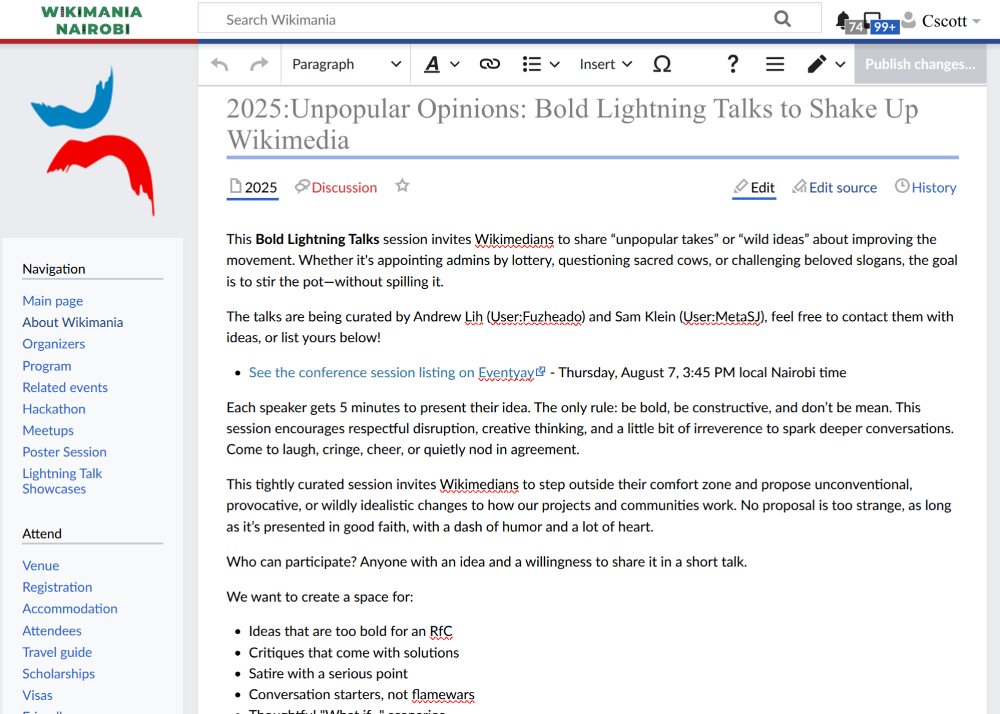 WIKIMANIA
NAIROBI
Search Wikimania
74
99+
Cscott
Paragraph
A
Insert
Ω
?
Publish changes...
2025:Unpopular Opinions: Bold Lightning Talks to Shake Up
Wikimedia
2025
Discussion
Edit
Edit source
History
Navigation
Main page
About Wikimania
Organizers
Program
Related events
Hackathon
Meetups
Poster Session
Lightning Talk
Showcases
Attend
Venue
Registration
Accommodation
Attendees
Travel guide
Scholarships
Visas
This Bold Lightning Talks session invites Wikimedians to share “unpopular takes” or “wild ideas” about improving the
movement. Whether it's appointing admins by lottery, questioning sacred cows, or challenging beloved slogans, the goal
is to stir the pot—without spilling it.
The talks are being curated by Andrew Lih (User:Fuzheado) and Sam Klein (User:MetaSJ), feel free to contact them with
ideas, or list yours below!
• See the conference session listing on Eventyay - Thursday, August 7, 3:45 PM local Nairobi time
Each speaker gets 5 minutes to present their idea. The only rule: be bold, be constructive, and don’t be mean. This
session encourages respectful disruption, creative thinking, and a little bit of irreverence to spark deeper conversations.
Come to laugh, cringe, cheer, or quietly nod in agreement.
This tightly curated session invites Wikimedians to step outside their comfort zone and propose unconventional,
provocative, or wildly idealistic changes to how our projects and communities work. No proposal is too strange, as long
as it’s presented in good faith, with a dash of humor and a lot of heart.
Who can participate? Anyone with an idea and a willingness to share it in a short talk.
We want to create a space for:
• Ideas that are too bold for an RfC
• Critiques that come with solutions
• Satire with a serious point
• Conversation starters, not flamewars
• Thoughtful "What if..." scenarios